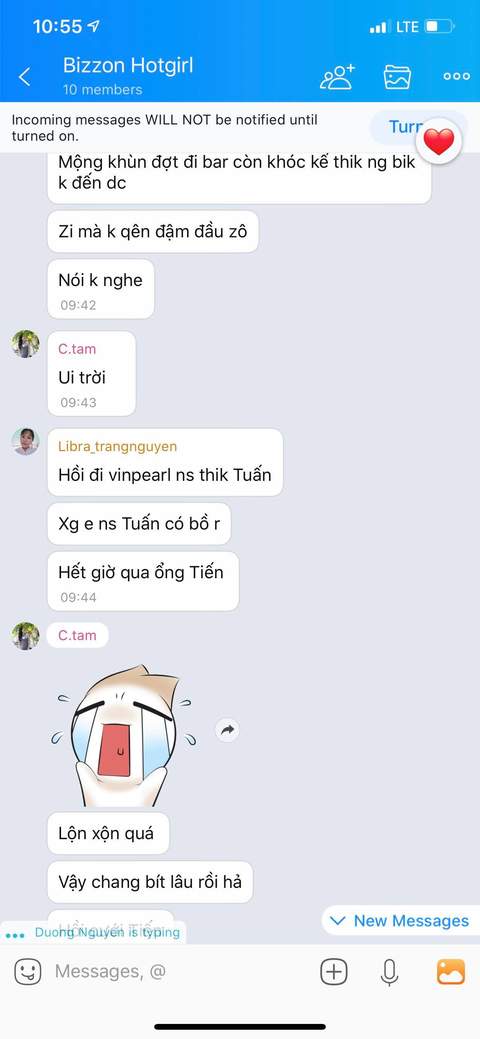 10:55
LTE
Bizzon Hotgirl
10 members
Incoming messages WILL NOT be notified until
turned on.
Turn
Mộng khùn đợt đi bar còn khóc kế thik ng bik
k đến dc
Zi mà k qên đậm đầu zô
Nói k nghe
09:42
C.tam
Ui trời
09:43
Libra_trangnguyen
Hồi đi vinpearl ns thik Tuấn
Xg e ns Tuấn có bồ r
Hết giờ qua ổng Tiến
09:44
C.tam
Lộn xộn quá
Vậy chang bít lâu rồi hả
New Messages
Duong Nguyen is typing
Messages, @